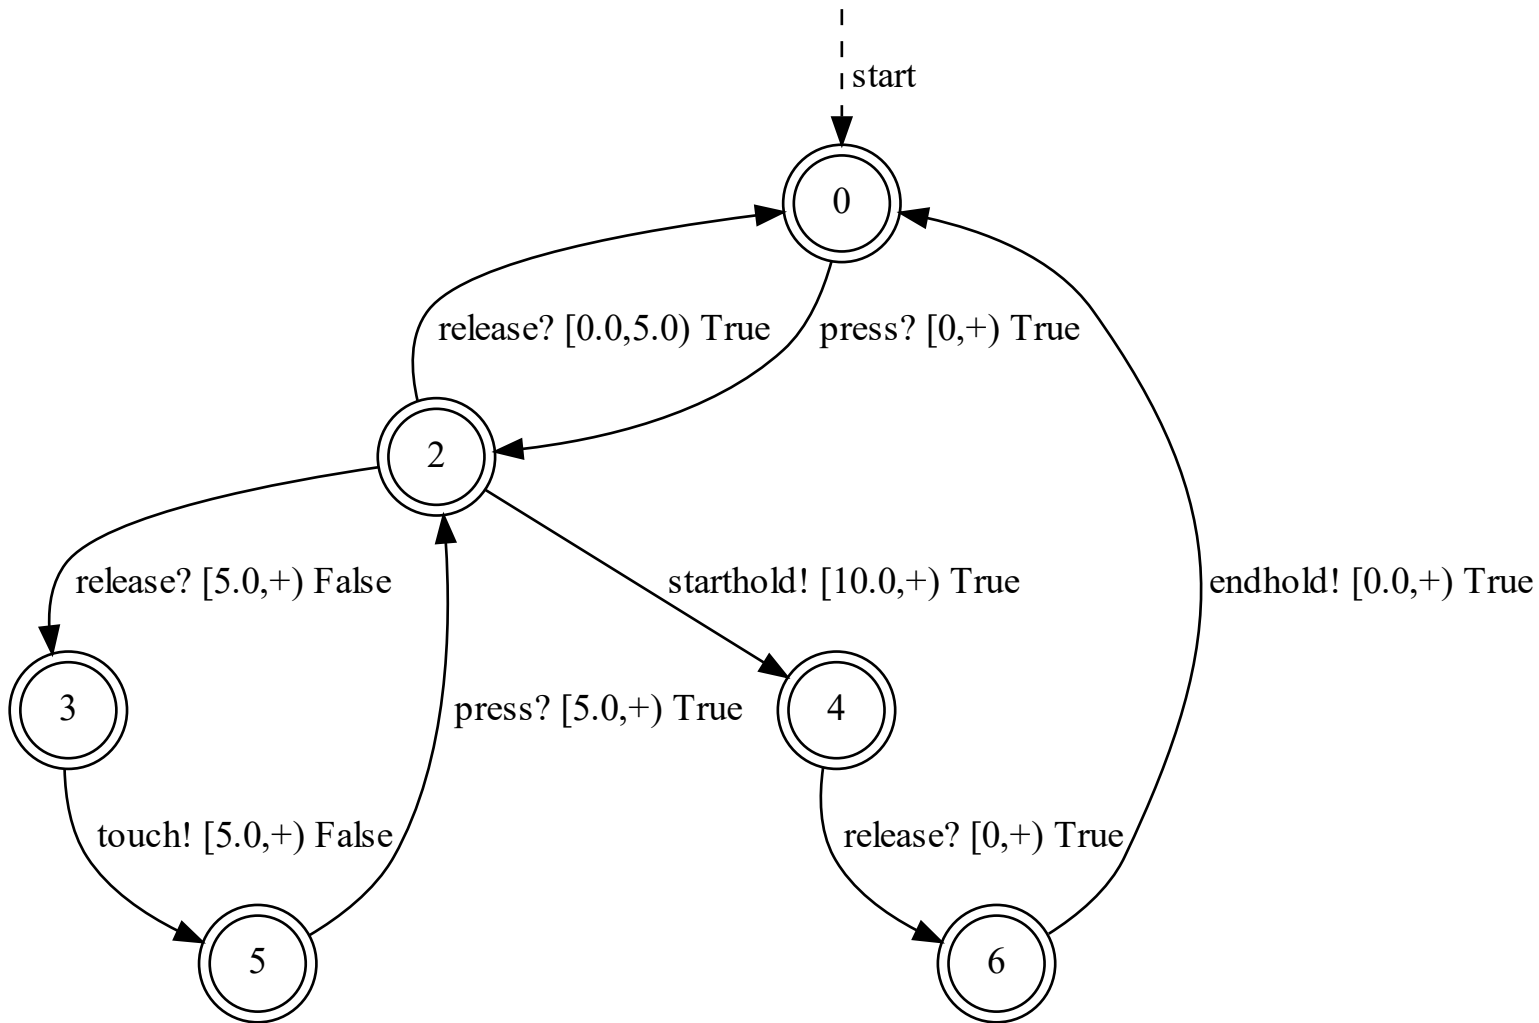 start
0
release? [0.0,5.0) True
press? [0,+) True
2
release? [5.0,+) False
starthold! [10.0,+) True
endhold! [0.0,+) True
3
press? [5.0,+) True
4
touch! [5.0,+) False
release? [0,+) True
5
6